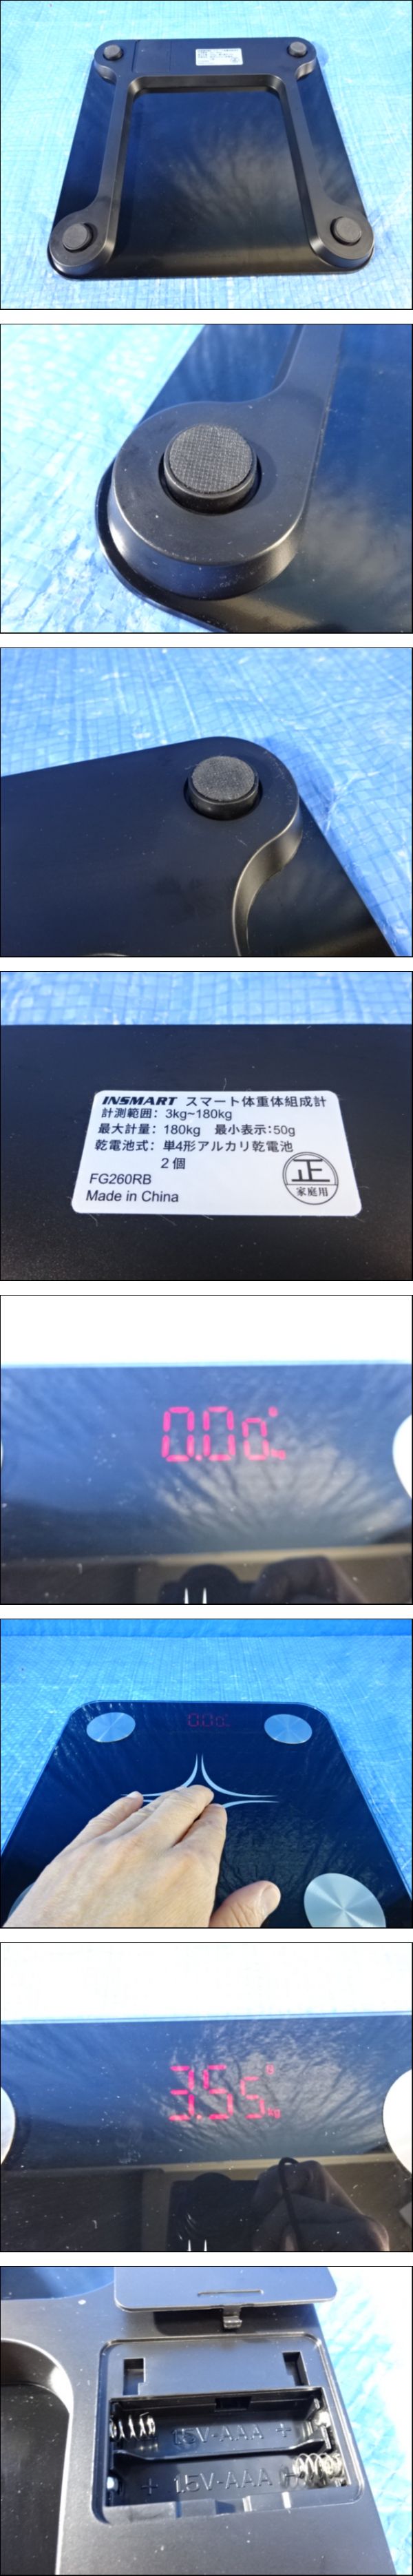 INSMART スマート体重体組成計
計測範囲: 3kg~180kg
最大計量: 180kg 最小表示:50g
乾電池式: 単4形アルカリ乾電池
2個
FG260RB
Made in China
正
家庭用
0.00
0.00
3.55
kg
1.5V-AAA +
+ 1.5V-AAA